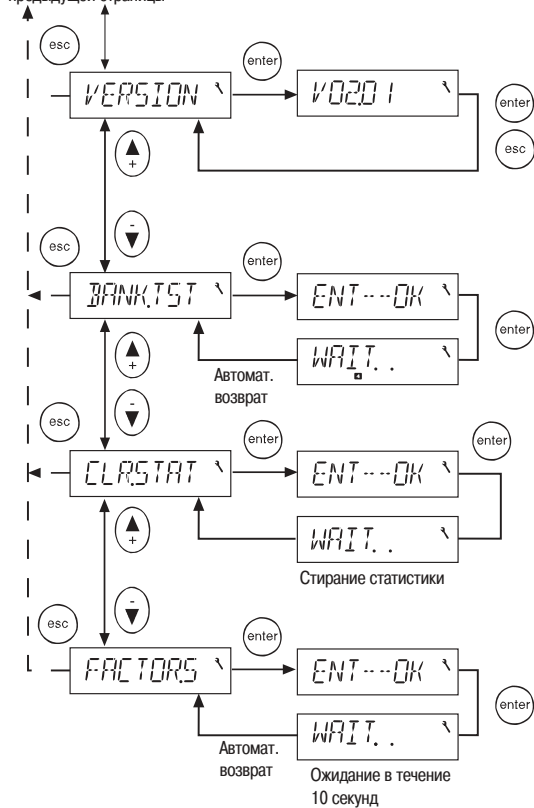 предыдущей страницы
esc
enter
VERSION
V02.01
enter
esc
+
-
esc
enter
BANK.TST
ENT---OK
enter
WAIT. .
Автомат.
возврат
+
-
esc
enter
enter
CLR.STAT
ENT---OK
WAIT. .
Стирание статистики
+
-
esc
enter
FACTOR.S
ENT---OK
enter
WAIT. .
Автомат.
возврат
Ожидание в течение
10 секунд